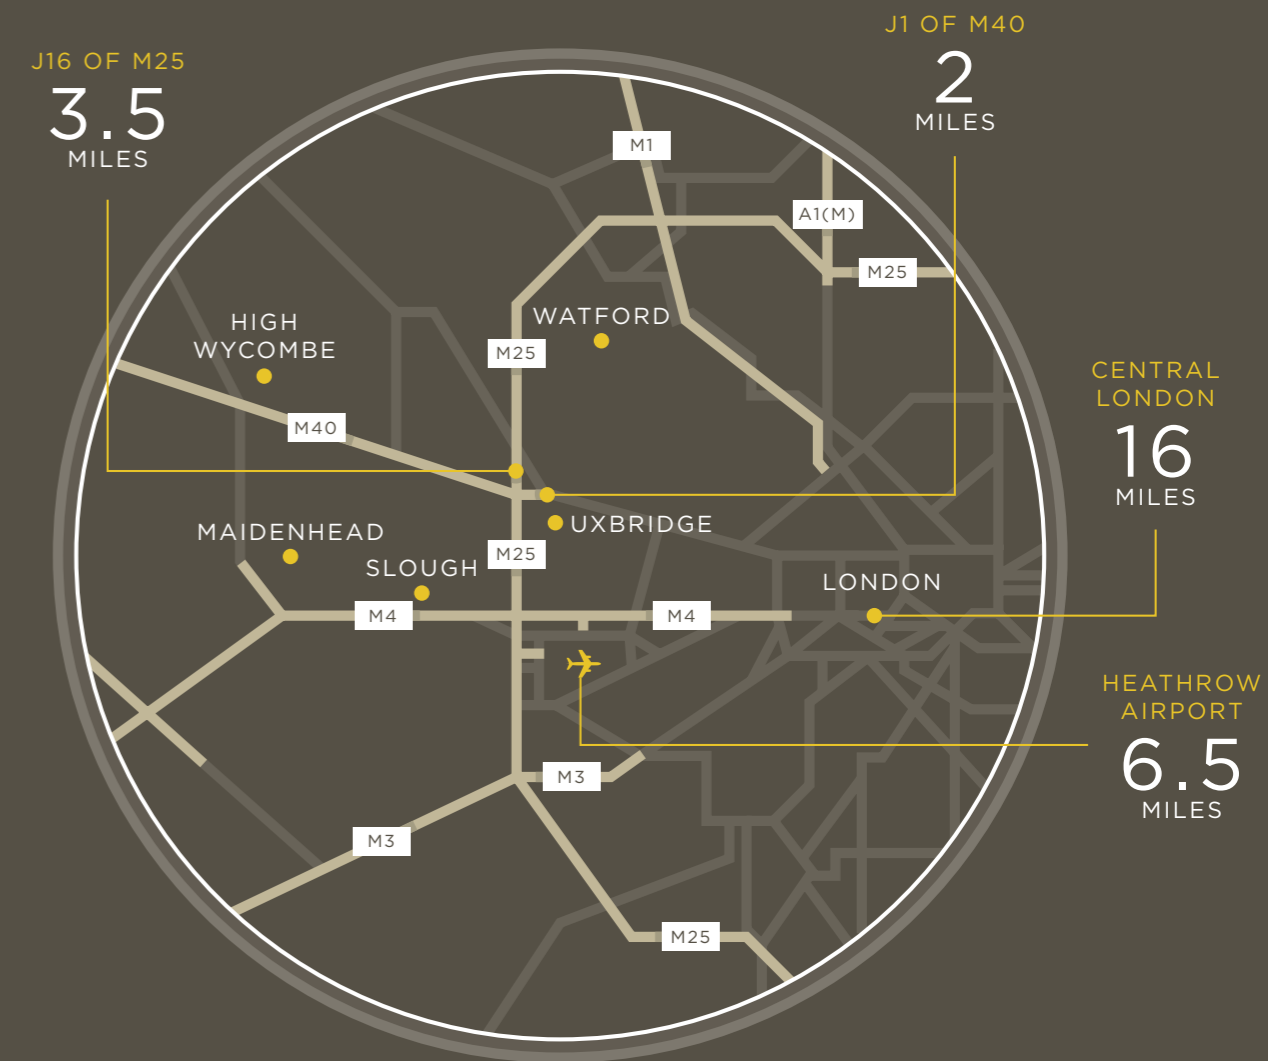 J1 OF M40
2
MILES
J16 OF M25
3.5
MILES
M1
A1(M)
M25
HIGH
WYCOMBE
WATFORD
M25
M40
CENTRAL
LONDON
16
MILES
UXBRIDGE
MAIDENHEAD
SLOUGH
M25
LONDON
M4
M4
HEATHROW
AIRPORT
6.5
MILES
M3
M3
M25